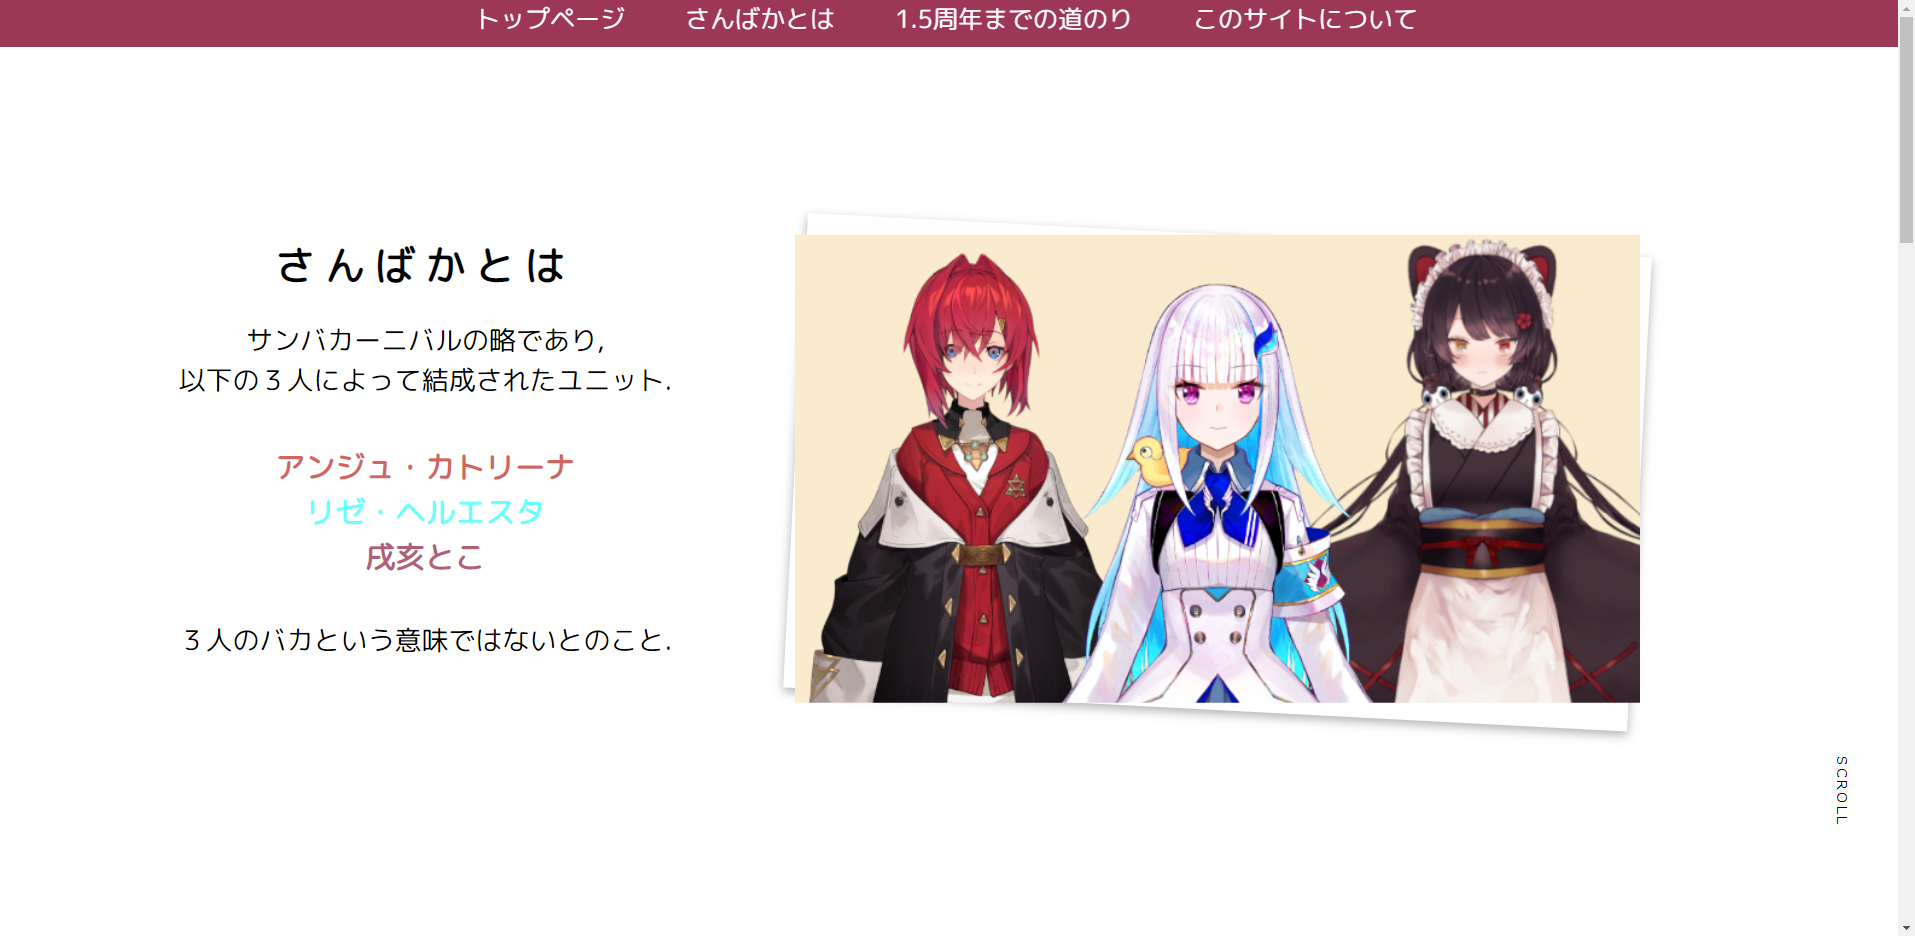 トップページ
さんばかとは
1.5周年までの道のり
このサイトについて
さんばかとは
サンバカーニバルの略であり,
以下の３人によって結成されたユニット.
アンジュ・カトリーナ
リゼ・ヘルエスタ
戌亥とこ
３人のバカという意味ではないとのこと.
SCROLL